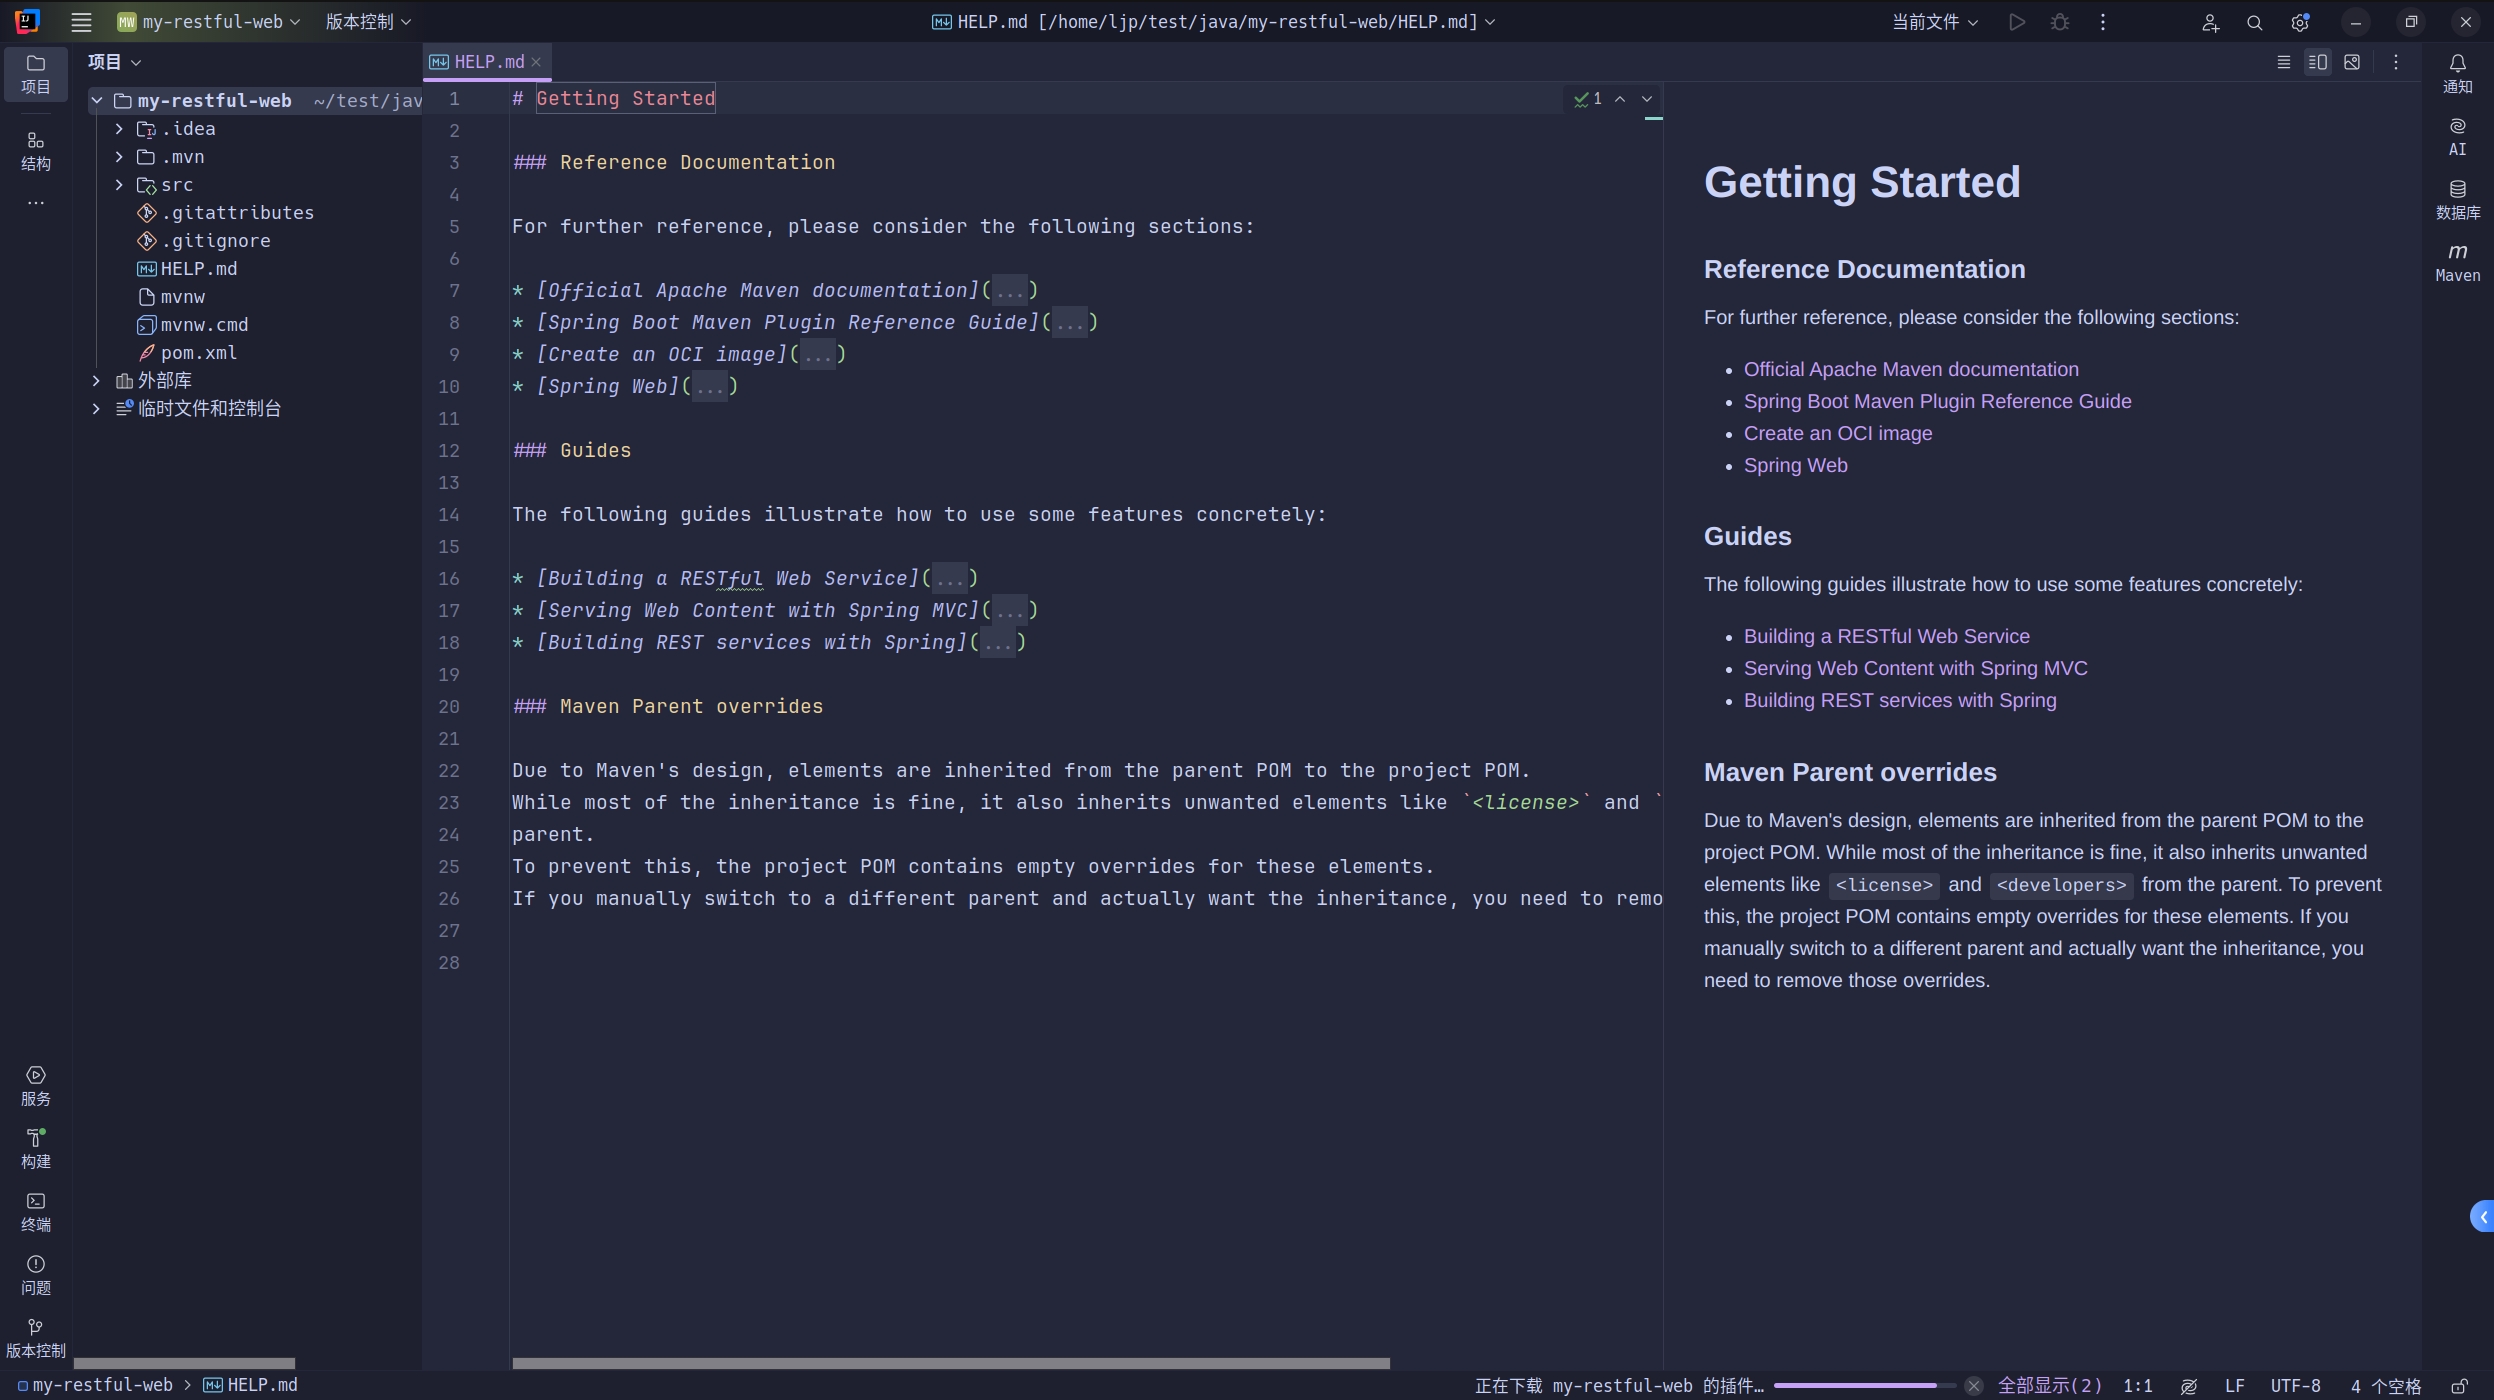 MW my-restful-web 版本控制
HELP.md [/home/ljp/test/java/my-restful-web/HELP.md]
当前文件
项目
结构
服务
构建
终端
问题
版本控制
项目
my-restful-web ~/test/jav
.idea
.mvn
src
.gitattributes
.gitignore
HELP.md
mvnw
mvnw.cmd
pom.xml
外部库
临时文件和控制台
HELP.md
1
1 # Getting Started
2
3 ### Reference Documentation
4
5 For further reference, please consider the following sections:
6
7 * [Official Apache Maven documentation](...)
8 * [Spring Boot Maven Plugin Reference Guide](...)
9 * [Create an OCI image](...)
10 * [Spring Web](...)
11
12 ### Guides
13
14 The following guides illustrate how to use some features concretely:
15
16 * [Building a RESTful Web Service](...)
17 * [Serving Web Content with Spring MVC](...)
18 * [Building REST services with Spring](...)
19
20 ### Maven Parent overrides
21
22 Due to Maven's design, elements are inherited from the parent POM to the project POM.
23 While most of the inheritance is fine, it also inherits unwanted elements like `<license>` and `
24 parent.
25 To prevent this, the project POM contains empty overrides for these elements.
26 If you manually switch to a different parent and actually want the inheritance, you need to remo
27
28
Getting Started
Reference Documentation
For further reference, please consider the following sections:
• Official Apache Maven documentation
• Spring Boot Maven Plugin Reference Guide
• Create an OCI image
• Spring Web
Guides
The following guides illustrate how to use some features concretely:
• Building a RESTful Web Service
• Serving Web Content with Spring MVC
• Building REST services with Spring
Maven Parent overrides
Due to Maven's design, elements are inherited from the parent POM to the
project POM. While most of the inheritance is fine, it also inherits unwanted
elements like <license> and <developers> from the parent. To prevent
this, the project POM contains empty overrides for these elements. If you
manually switch to a different parent and actually want the inheritance, you
need to remove those overrides.
通知
AI
数据库
m
Maven
my-restful-web > HELP.md
正在下载 my-restful-web 的插件… 全部显示(2) 1:1 LF UTF-8 4 个空格